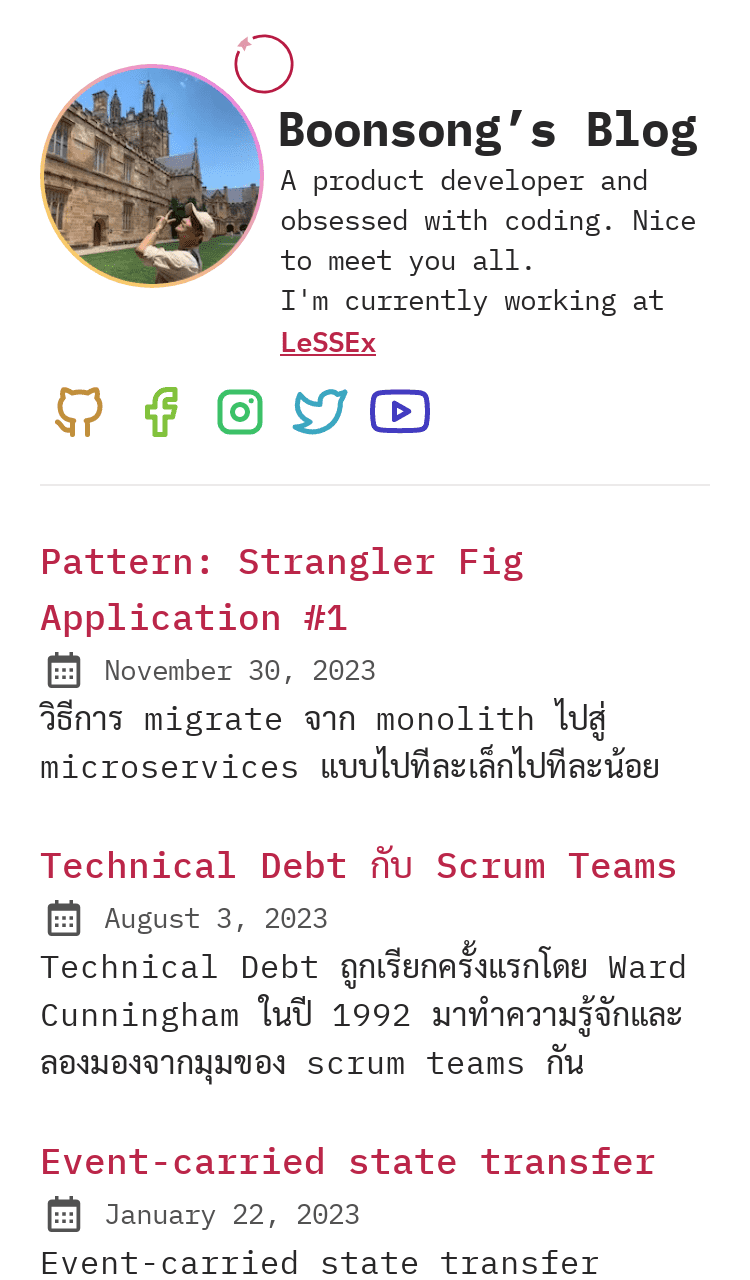 Boonsong’s Blog
A product developer and
obsessed with coding. Nice
to meet you all.
I'm currently working at
LeSSEx
Pattern: Strangler Fig
Application #1
November 30, 2023
วิธีการ migrate จาก monolith ไปสู่
microservices แบบไปทีละเล็กไปทีละน้อย
Technical Debt กับ Scrum Teams
August 3, 2023
Technical Debt ถูกเรียกครั้งแรกโดย Ward
Cunningham ในปี 1992 มาทำความรู้จักและ
ลองมองจากมุมของ scrum teams กัน
Event-carried state transfer
January 22, 2023
Event-carried state transfer